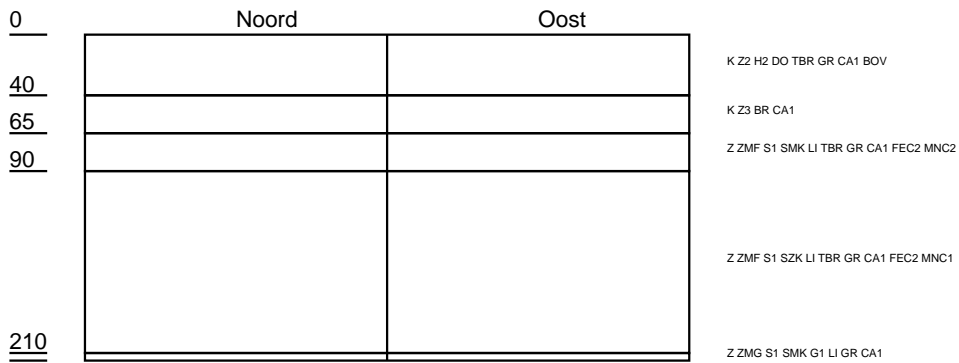 0 Noord Oost
K Z2 H2 DO TBR GR CA1 BOV
40
K Z3 BR CA1
65
Z ZMF S1 SMK LI TBR GR CA1 FEC2 MNC2
90
Z ZMF S1 SZK LI TBR GR CA1 FEC2 MNC1
210
Z ZMG S1 SMK G1 LI GR CA1